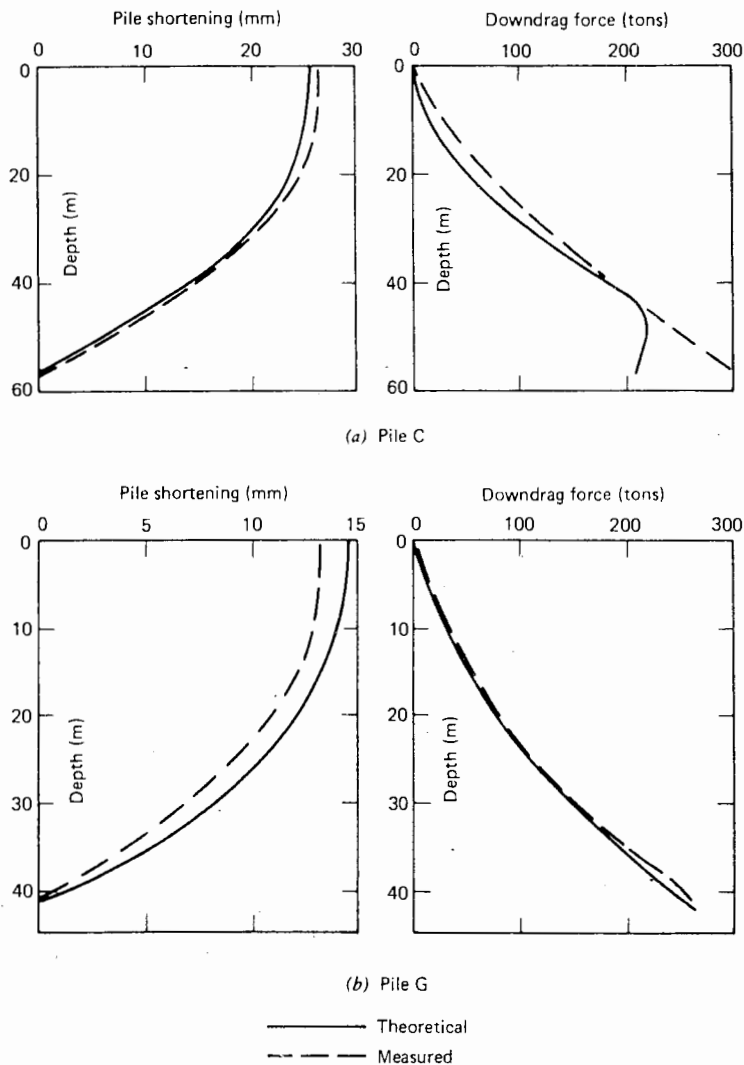 Pile shortening (mm)
0 10 20 30
0
20
40
60
Depth (m)
Downdrag force (tons)
0 100 200 300
0
20
40
60
Depth (m)
(a) Pile C
Pile shortening (mm)
0 5 10 15
0
10
20
30
40
Depth (m)
Downdrag force (tons)
0 100 200 300
0
10
20
30
40
Depth (m)
(b) Pile G
Theoretical
Measured